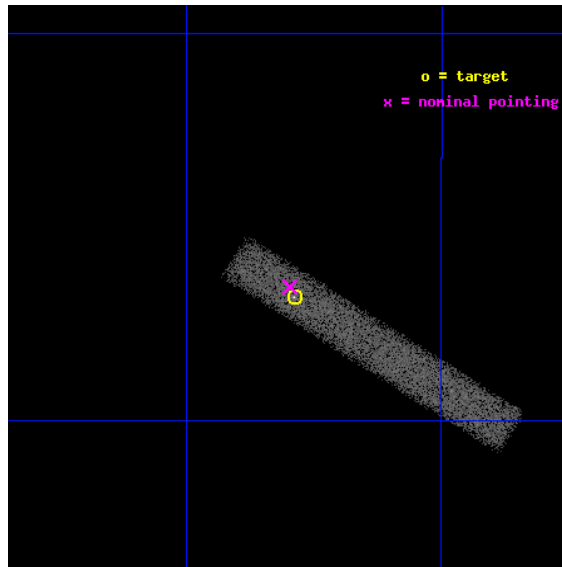 o = target
x = nominal pointing